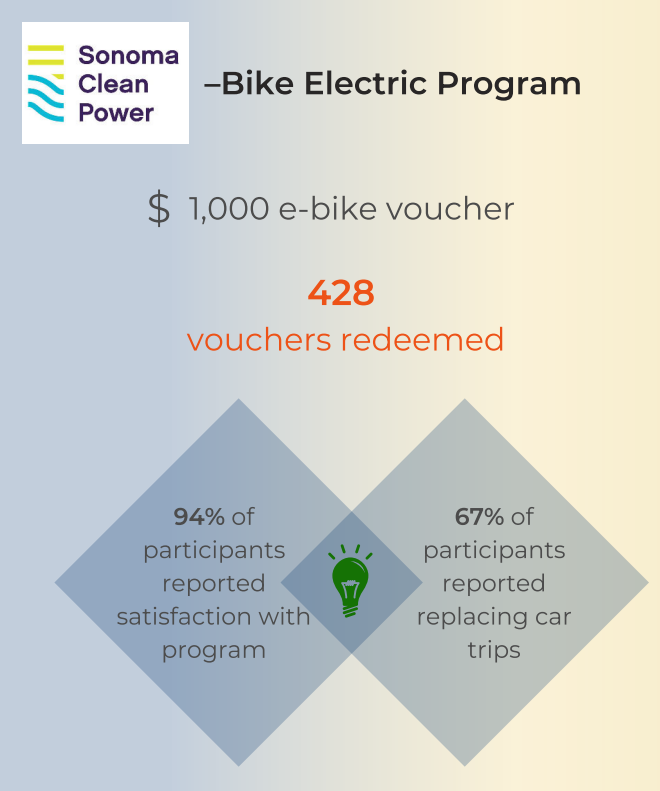 Sonoma
Clean
Power
–Bike Electric Program
$ 1,000 e-bike voucher
428
vouchers redeemed
94% of
participants
reported
satisfaction with
program
67% of
participants
reported
replacing car
trips